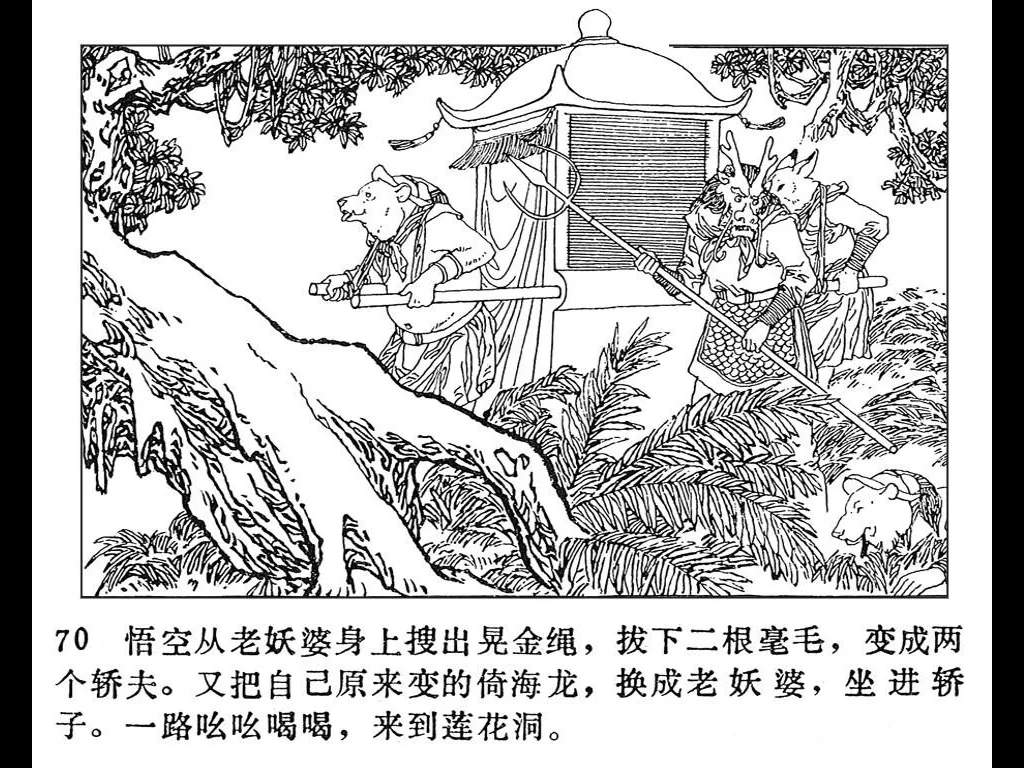 70 悟空从老妖婆身上搜出晃金绳，拔下二根毫毛，变成两
个轿夫。又把自己原来变的倚海龙，换成老妖婆，坐进轿
子。一路吆吆喝喝，来到莲花洞。